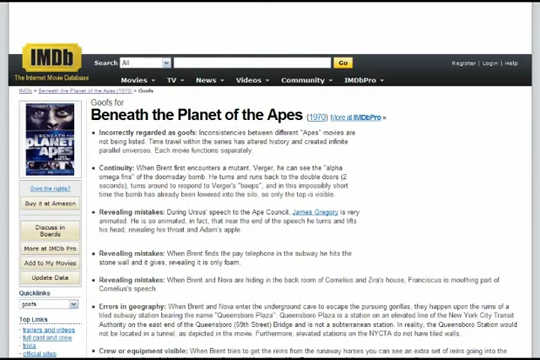 IMDb
The Internet Movie Database
Search All Go
Register | Login | Help
Movies TV News Videos Community IMDbPro
IMDb > Beneath the Planet of the Apes (1970) > Goofs
Goofs for
Beneath the Planet of the Apes (1970) More at IMDbPro »
BENEATH
PLANET
APES
Own the rights?
Buy it at Amazon
Discuss in
Boards
More at IMDb Pro
Add to My Movies
Update Data
Quicklinks
goofs
Top Links
trailers and videos
full cast and crew
trivia
Incorrectly regarded as goofs: Inconsistencies between different "Apes" movies are
not being listed. Time travel within the series has altered history and created infinite
parallel universes. Each movie functions separately.
Continuity: When Brent first encounters a mutant, Verger, he can see the "alpha
omega fins" of the doomsday bomb. He turns and runs back to the double doors (2
seconds), turns around to respond to Verger's "beeps", and in this impossibly short
time the bomb has already been lowered into the silo, so only the top is visible.
Revealing mistakes: During Ursus' speech to the Ape Council, James Gregory is very
animated. He is so animated, in fact, that near the end of the speech he turns and lifts
his head, revealing his throat and Adam's apple.
Revealing mistakes: When Brent finds the pay telephone in the subway he hits the
stone wall and it gives, revealing it is only foam.
Revealing mistakes: When Brent and Nova are hiding in the back room of Cornelius and Zira's house, Franciscus is mouthing part of
Cornelius's speech.
Errors in geography: When Brent and Nova enter the underground cave to escape the pursuing gorillas, they happen upon the ruins of a
tiled subway station bearing the name "Queensboro Plaza". Queensboro Plaza is a station on an elevated line of the New York City Transit
Authority on the east end of the Queensboro (59th Street) Bridge and is not a subterranean station. In reality, the Queensboro Station would
not be located in a tunnel, as depicted in the movie. Furthermore, elevated stations on the NYCTA do not have tiled walls.
Crew or equipment visible: When Brent tries to get the reins from the runaway horses you can see an extra set of reins going into the